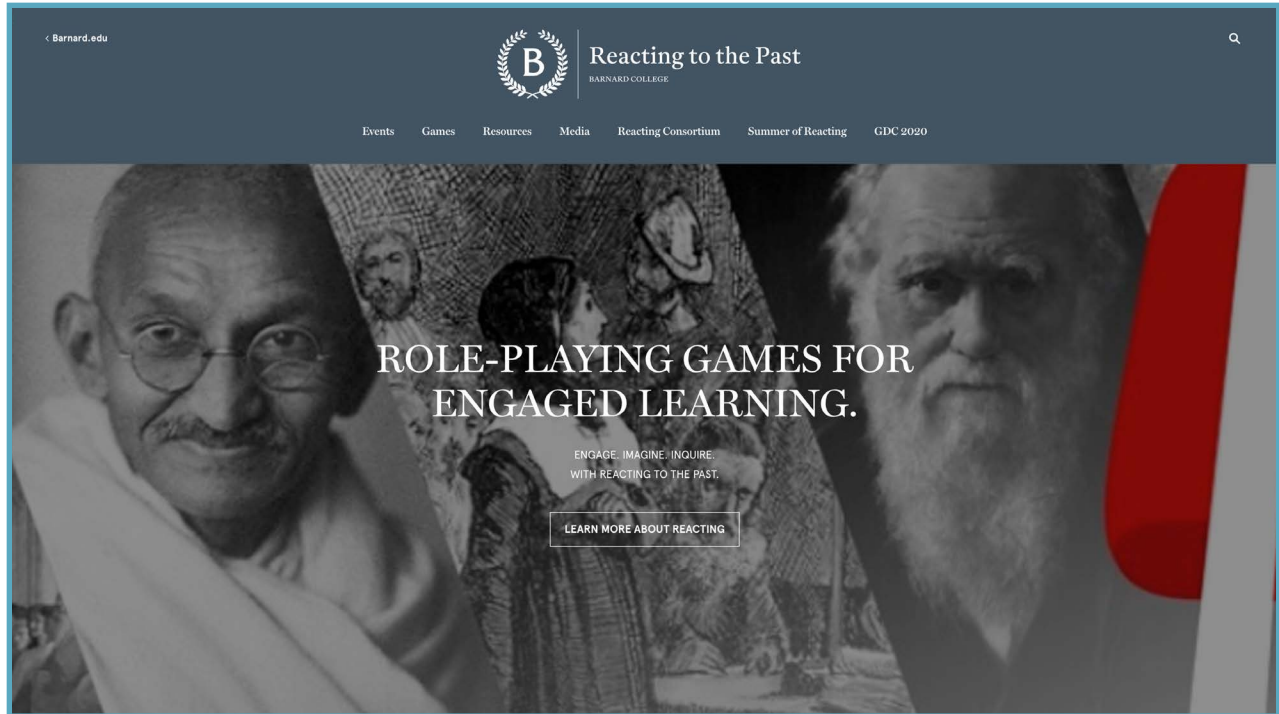 < Barnard.edu
B
Reacting to the Past
BARNARD COLLEGE
Events Games Resources Media Reacting Consortium Summer of Reacting GDC 2020
ROLE-PLAYING GAMES FOR
ENGAGED LEARNING.
ENGAGE. IMAGINE. INQUIRE.
WITH REACTING TO THE PAST.
LEARN MORE ABOUT REACTING